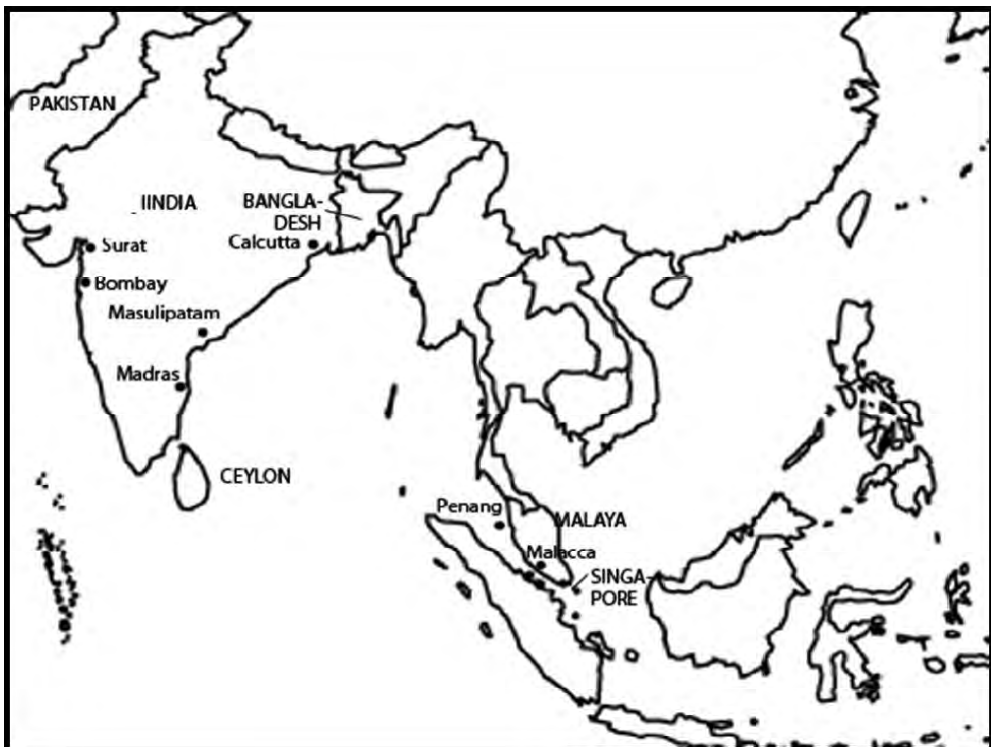 PAKISTAN
IINDIA
BANGLA-
DESH
Calcutta
Surat
Bombay
Masulipatam
Madras
CEYLON
Penang
MALAYA
Malacca
SINGA-
PORE